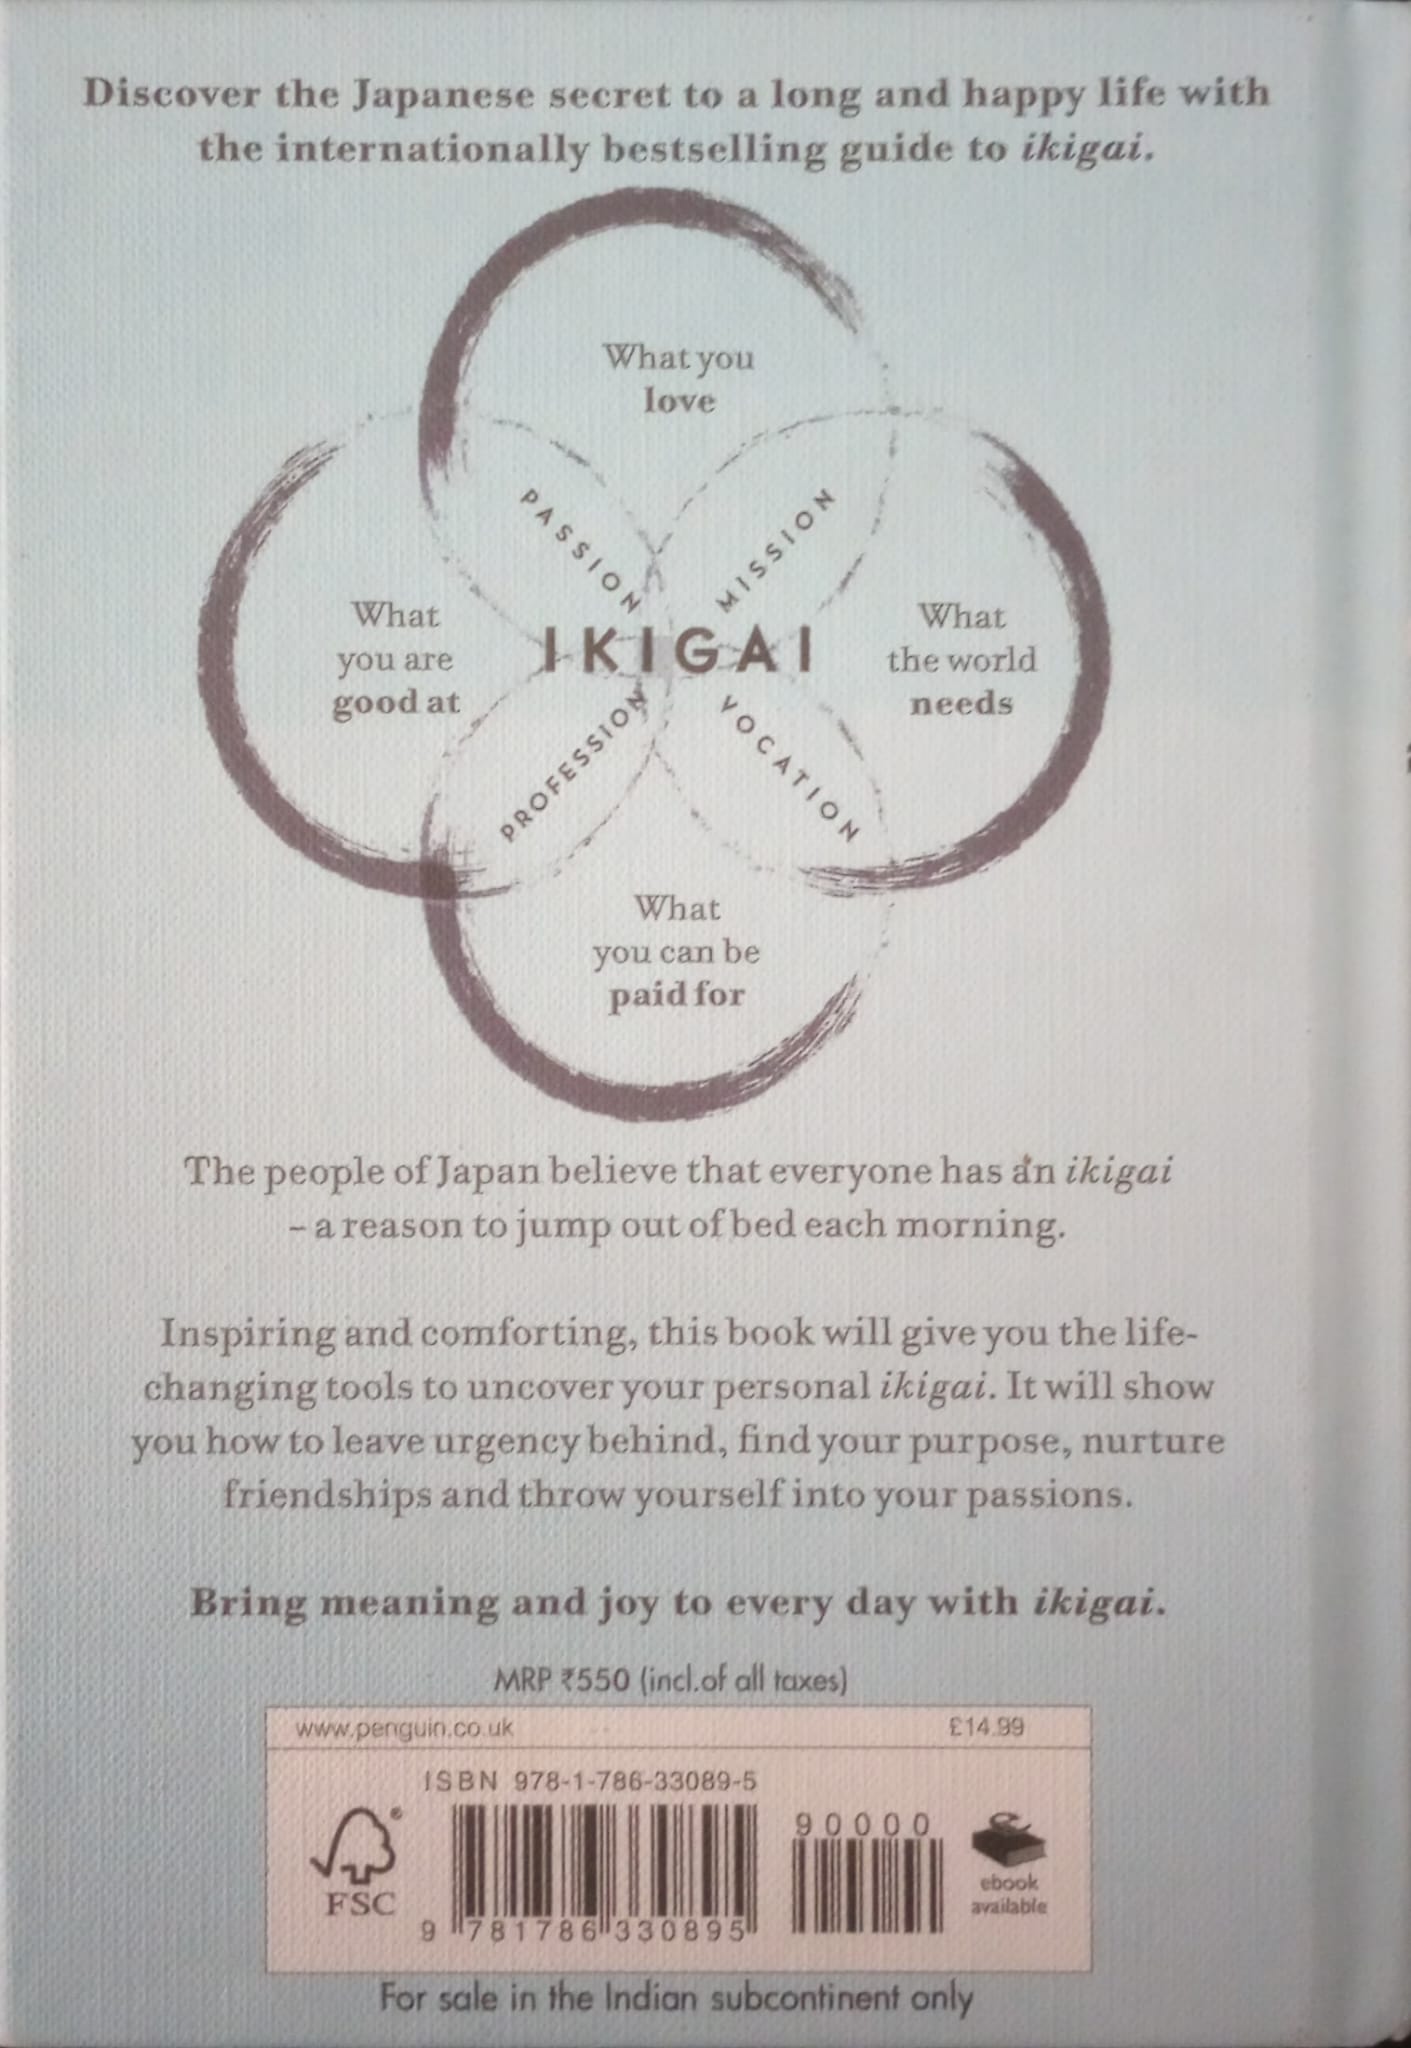 Discover the Japanese secret to a long and happy life with
the internationally bestselling guide to ikigai.
What you
love
PASSION
MISSION
What
you are
good at
IKIGAI
What
the world
needs
PROFESSION
VOCATION
What
you can be
paid for
The people of Japan believe that everyone has an ikigai
– a reason to jump out of bed each morning.
Inspiring and comforting, this book will give you the life-
changing tools to uncover your personal ikigai. It will show
you how to leave urgency behind, find your purpose, nurture
friendships and throw yourself into your passions.
Bring meaning and joy to every day with ikigai.
MRP ₹550 (incl.of all taxes)
www.penguin.co.uk £14.99
ISBN 978-1-786-33089-5
90000
FSC®
ebook
available
9 781786 330895
For sale in the Indian subcontinent only